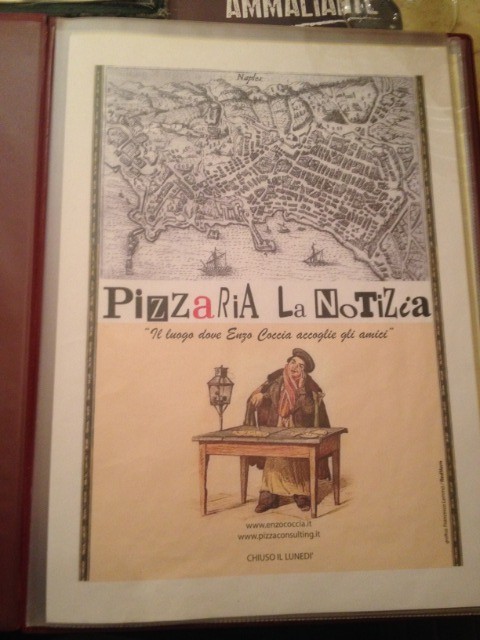 AMMALIANTE
Naples
PizzaRiA La NoTiZia
"Il luogo dove Enzo Coccia accoglie gli amici"
www.enzococcia.it
www.pizzaconsulting.it
CHIUSO IL LUNEDI'